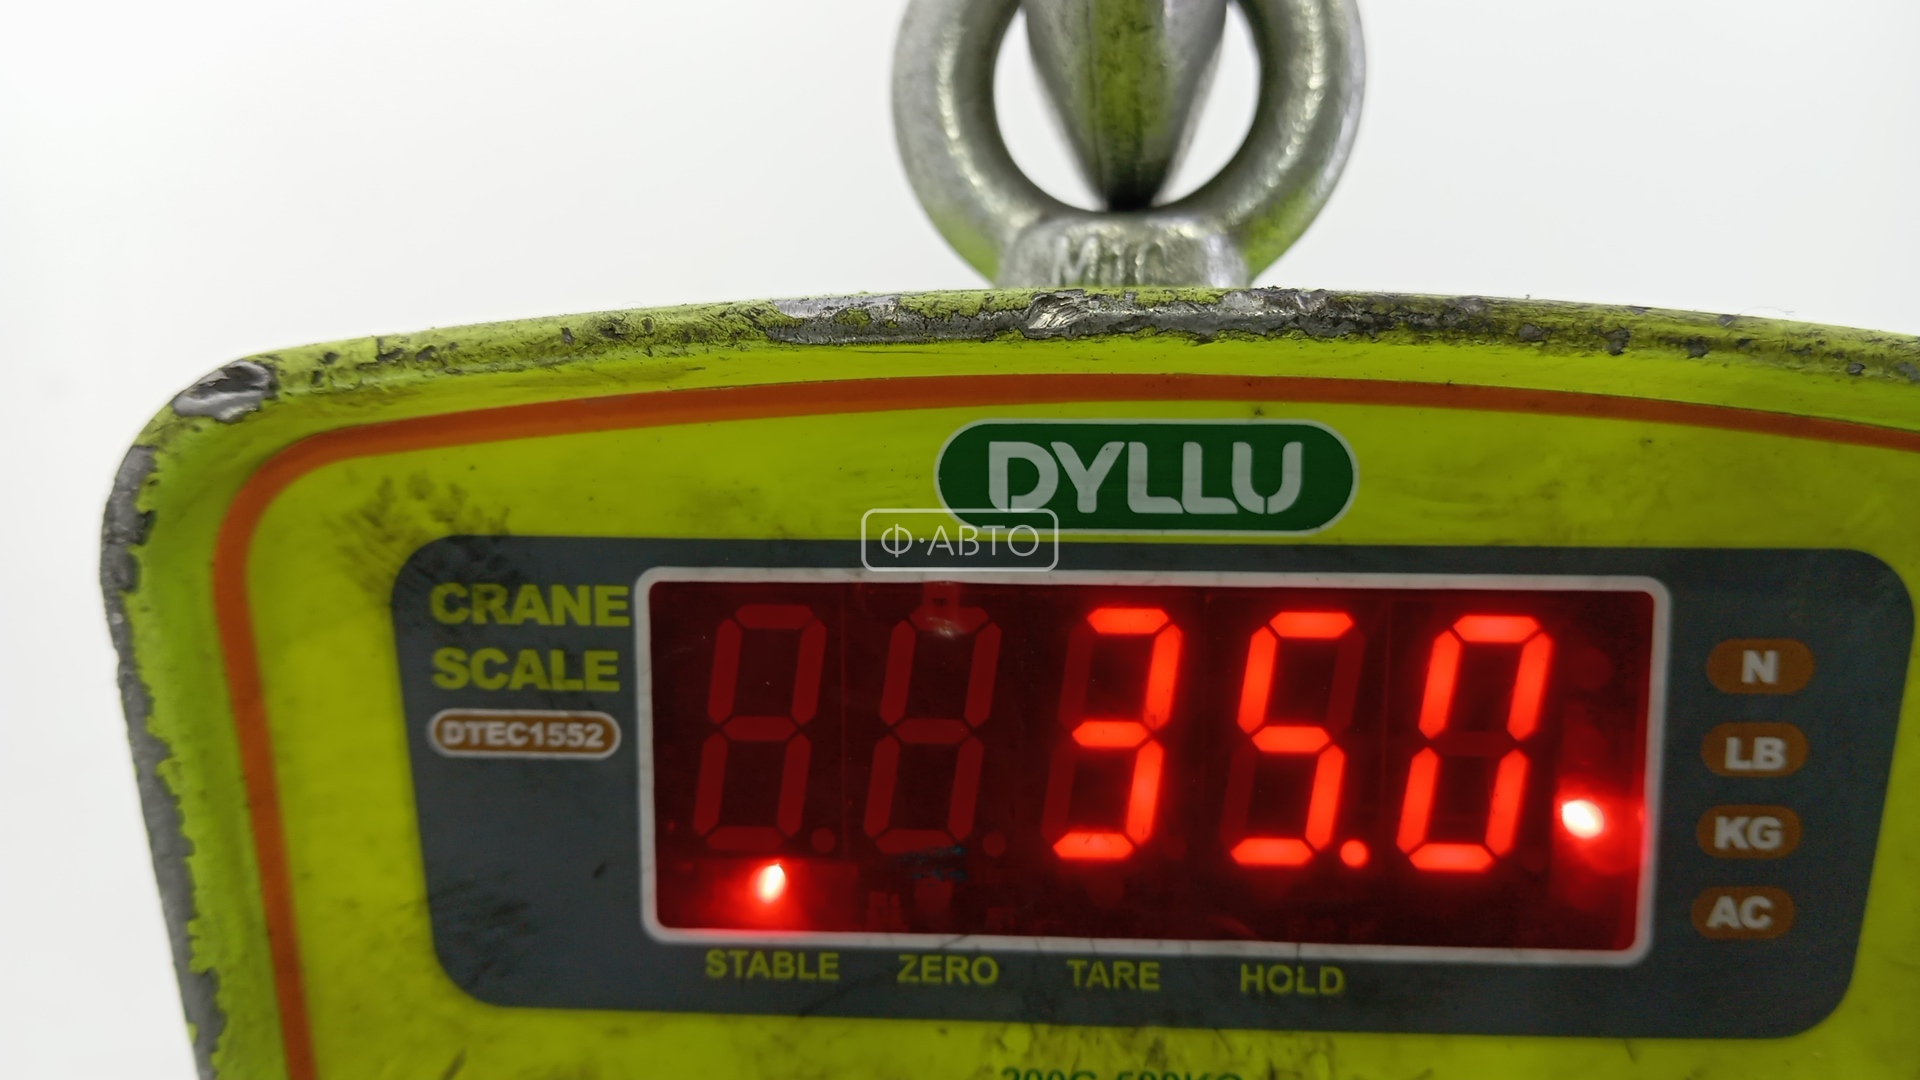 DYLLU
Ф·АВТО
CRANE
SCALE
DTEC1552
35.0
N
LB
KG
AC
STABLE ZERO TARE HOLD